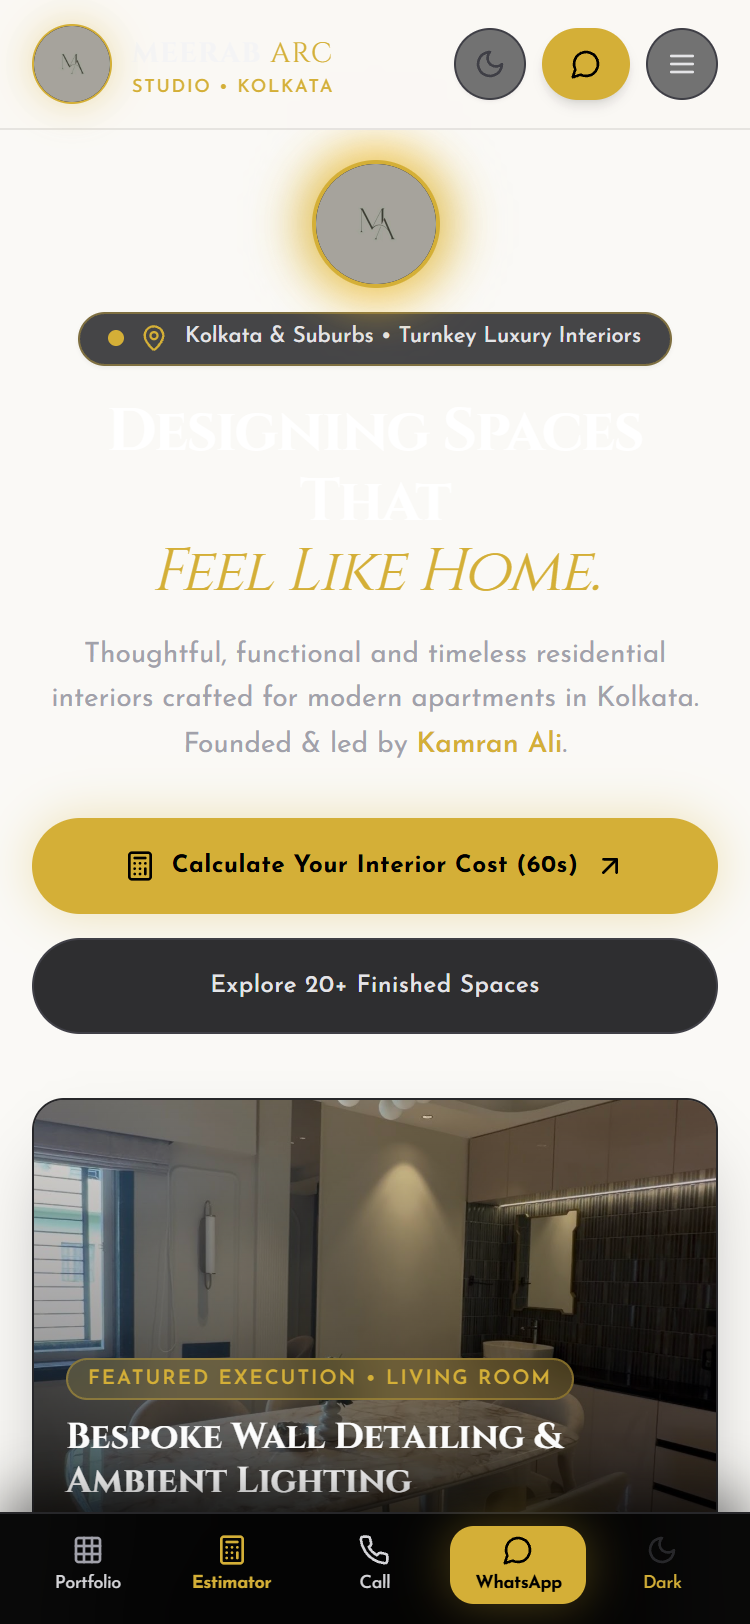 MA
MEERAB ARC
STUDIO • KOLKATA
MA
Kolkata & Suburbs • Turnkey Luxury Interiors
DESIGNING SPACES
THAT
FEEL LIKE HOME.
Thoughtful, functional and timeless residential
interiors crafted for modern apartments in Kolkata.
Founded & led by Kamran Ali.
Calculate Your Interior Cost (60s)
Explore 20+ Finished Spaces
FEATURED EXECUTION • LIVING ROOM
BESPOKE WALL DETAILING &
AMBIENT LIGHTING
Portfolio
Estimator
Call
WhatsApp
Dark